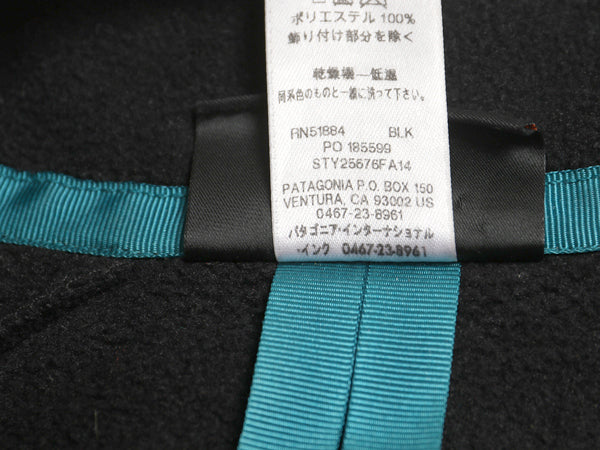 ポリエステル 100%
飾り付け部分を除く
乾燥機一低温
同系色のものと一緒に洗って下さい。
RN51884 BLK
PO 185599
STY25676FA14
PATAGONIA P.O. BOX 150
VENTURA, CA 93002 US
0467-23-8961
パタゴニア・インターナショナル
・インク 0467-23-8961